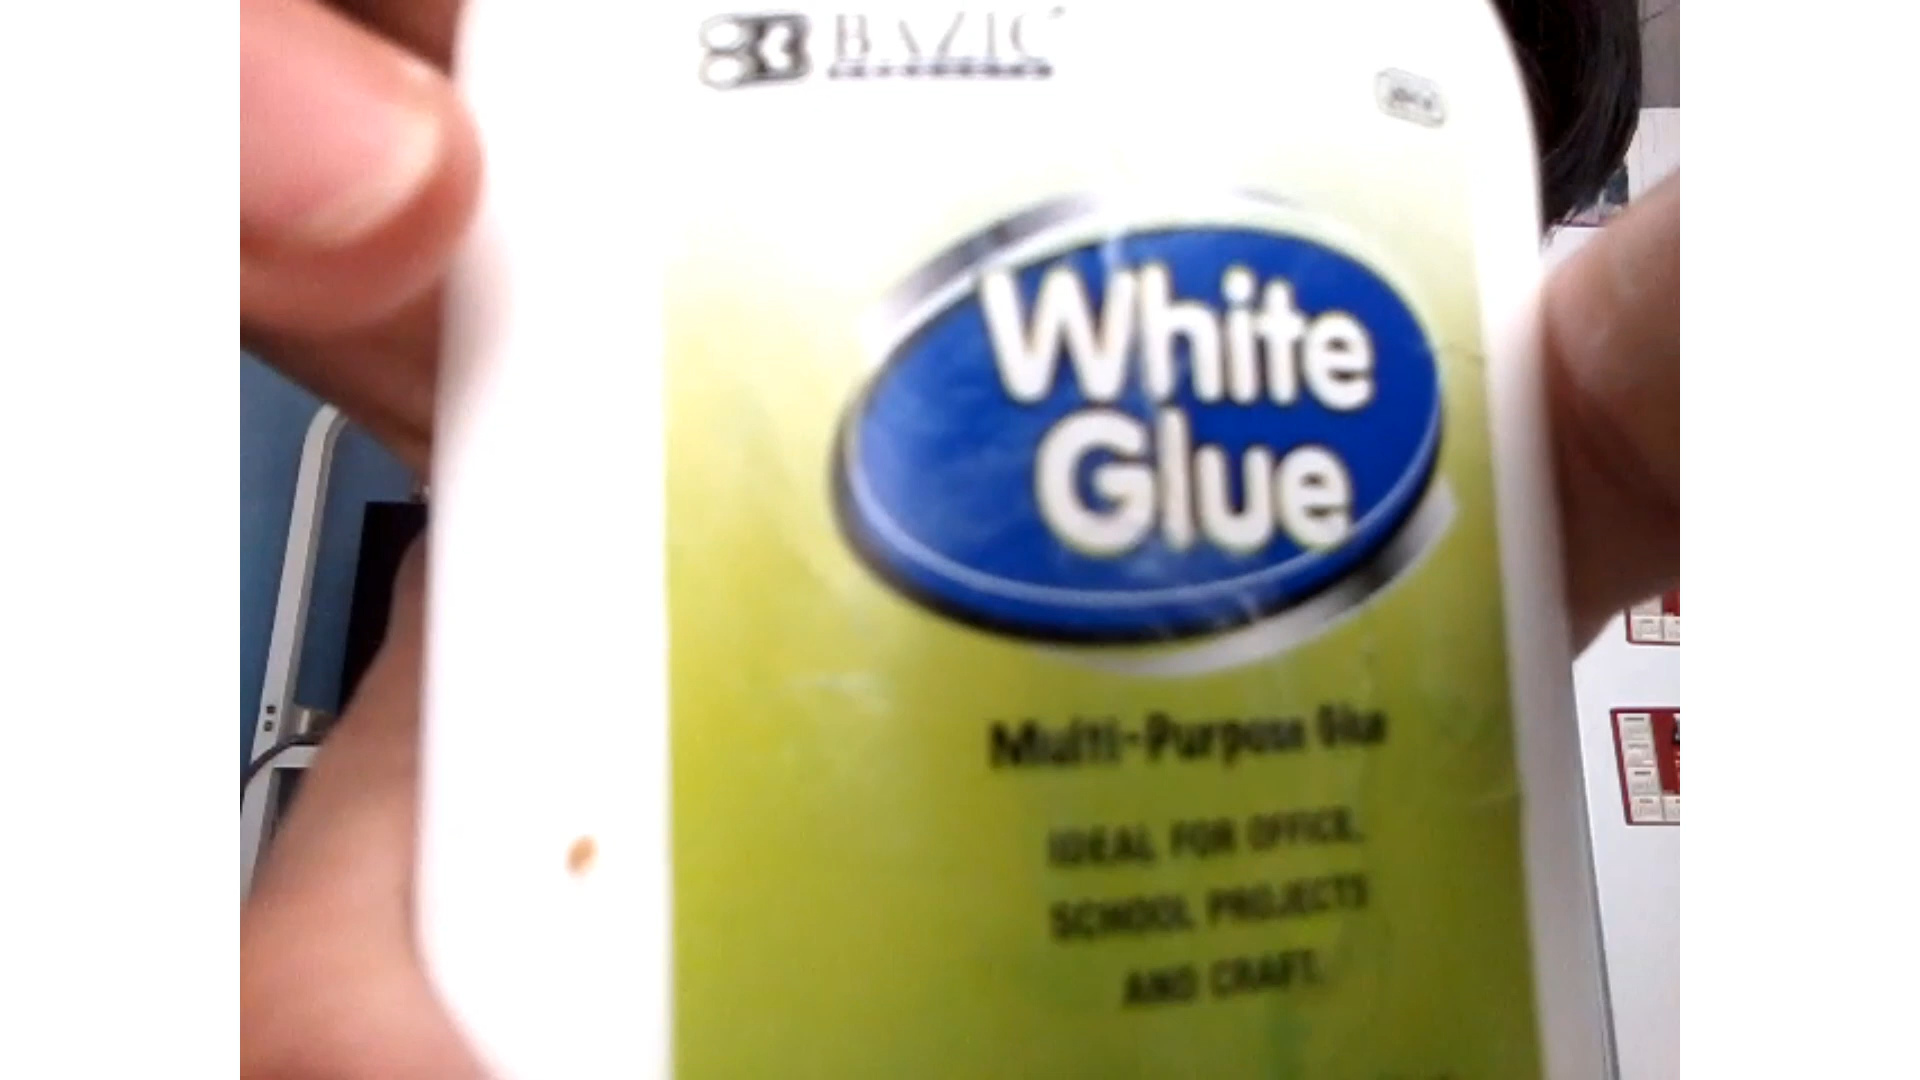 BAZIC
White
Glue
Multi-Purpose Glue
IDEAL FOR OFFICE,
SCHOOL PROJECTS
AND CRAFT.